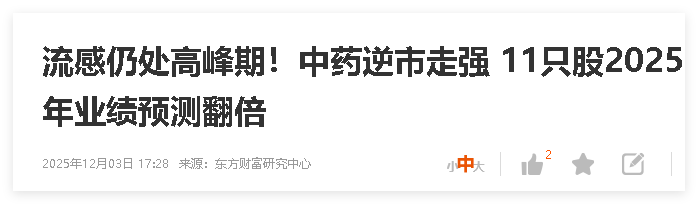 流感仍处高峰期！中药逆市走强 11只股2025
年业绩预测翻倍
2025年12月03日 17:28 来源：东方财富研究中心
小中大
2